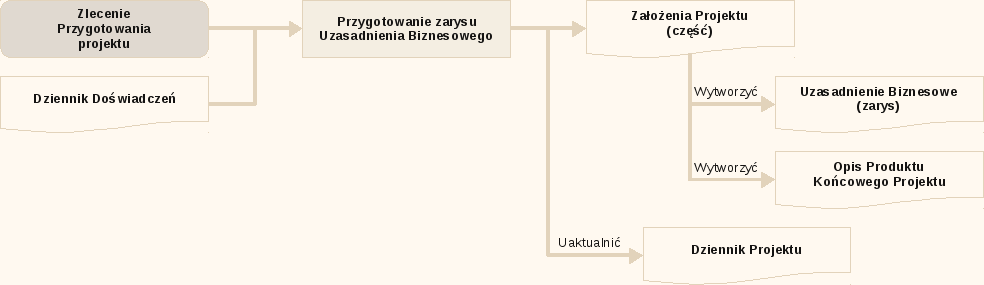 Zlecenie
Przygotowania
projektu
Przygotowanie zarysu
Uzasadnienia Biznesowego
Założenia Projektu
(część)
Dziennik Doświadczeń
Wytworzyć
Uzasadnienie Biznesowe
(zarys)
Wytworzyć
Opis Produktu
Końcowego Projektu
Uaktualnić
Dziennik Projektu